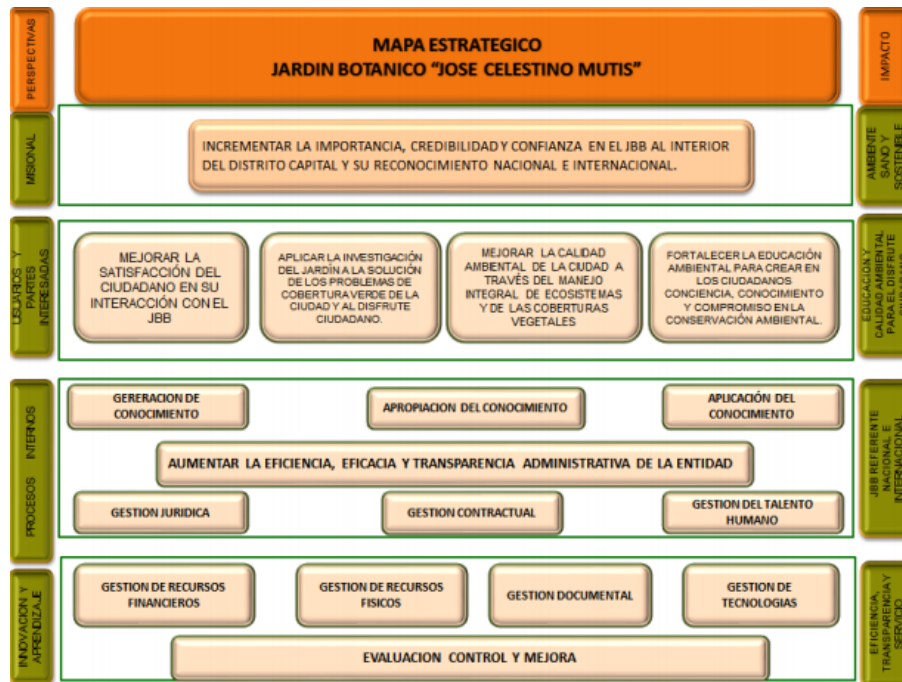 PERSPECTIVAS
MAPA ESTRATEGICO
JARDIN BOTANICO “JOSE CELESTINO MUTIS”
IMPACTO
MISIONAL
INCREMENTAR LA IMPORTANCIA, CREDIBILIDAD Y CONFIANZA EN EL JBB AL INTERIOR
DEL DISTRITO CAPITAL Y SU RECONOCIMIENTO NACIONAL E INTERNACIONAL.
AMBIENTE
SANO Y
SOSTENIBLE
USUARIOS Y
PARTES
INTERESADAS
MEJORAR LA
SATISFACCIÓN DEL
CIUDADANO EN SU
INTERACCIÓN CON EL
JBB
APLICAR LA INVESTIGACIÓN
DEL JARDÍN A LA SOLUCIÓN
DE LOS PROBLEMAS DE
COBERTURA VERDE DE LA
CIUDAD Y AL DISFRUTE
CIUDADANO.
MEJORAR LA CALIDAD
AMBIENTAL DE LA CIUDAD A
TRAVÉS DEL MANEJO
INTEGRAL DE ECOSISTEMAS
Y DE LAS COBERTURAS
VEGETALES
FORTALECER LA EDUCACIÓN
AMBIENTAL PARA CREAR EN
LOS CIUDADANOS
CONCIENCIA, CONOCIMIENTO
Y COMPROMISO EN LA
CONSERVACIÓN AMBIENTAL.
EDUCACION Y
CALIDAD AMBIENTAL
PARA EL DISFRUTE
PROCESOS INTERNOS
GERERACION DE
CONOCIMIENTO
APROPIACION DEL CONOCIMIENTO
APLICACIÓN DEL
CONOCIMIENTO
AUMENTAR LA EFICIENCIA, EFICACIA Y TRANSPARENCIA ADMINISTRATIVA DE LA ENTIDAD
GESTION JURIDICA
GESTION CONTRACTUAL
GESTION DEL TALENTO
HUMANO
JBB REFERENTE
NACIONAL E
INTERNACIONAL
INNOVACION Y
APRENDIZAJE
GESTION DE RECURSOS
FINANCIEROS
GESTION DE RECURSOS
FISICOS
GESTION DOCUMENTAL
GESTION DE
TECNOLOGIAS
EVALUACION CONTROL Y MEJORA
EFICIENCIA,
TRANSPARENCIA Y
SERVICIO